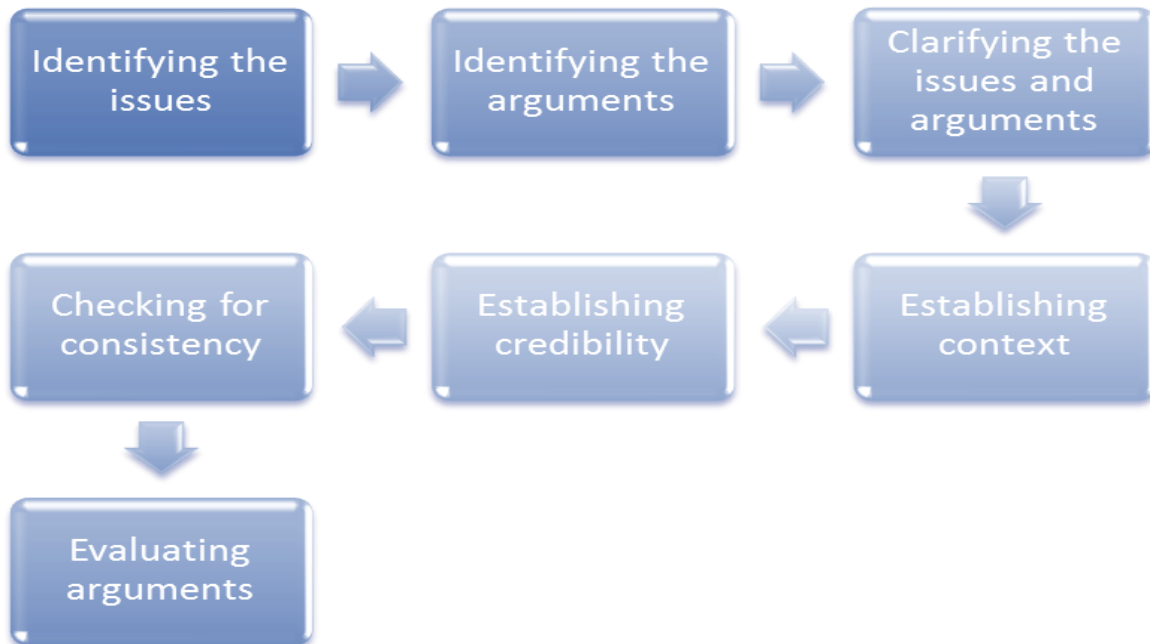 Identifying the
issues
Identifying the
arguments
Clarifying the
issues and
arguments
Establishing
context
Establishing
credibility
Checking for
consistency
Evaluating
arguments